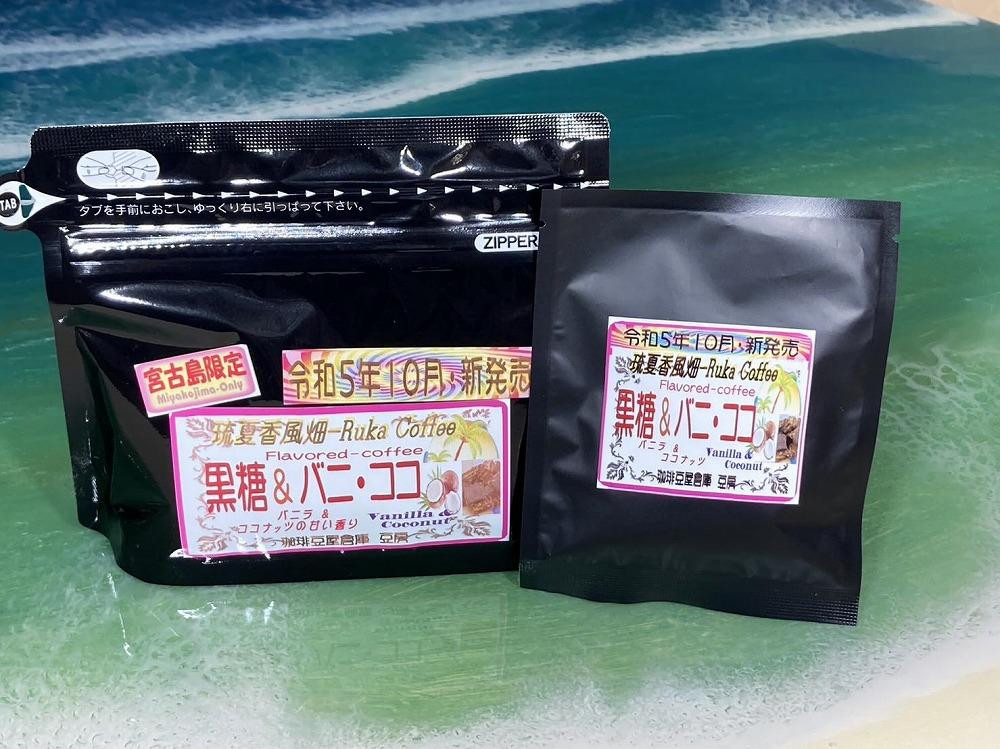 TAB
タブを手前におこし、ゆっくり右に引っぱって下さい。
ZIPPER
宮古島限定
Miyakojima-Only
令和5年10月・新発売
琉夏香風畑-Ruka Coffee
Flavored-coffee
黒糖&バニ・ココ
バニラ &
ココナッツの甘い香り
Vanilla &
Coconut
珈琲豆屋倉庫 豆房
令和5年10月・新発売
琉夏香風畑-Ruka Coffee
Flavored-coffee
黒糖&バニ・ココ
バニラ &
ココナッツ
Vanilla &
Coconut
珈琲豆屋倉庫 豆房